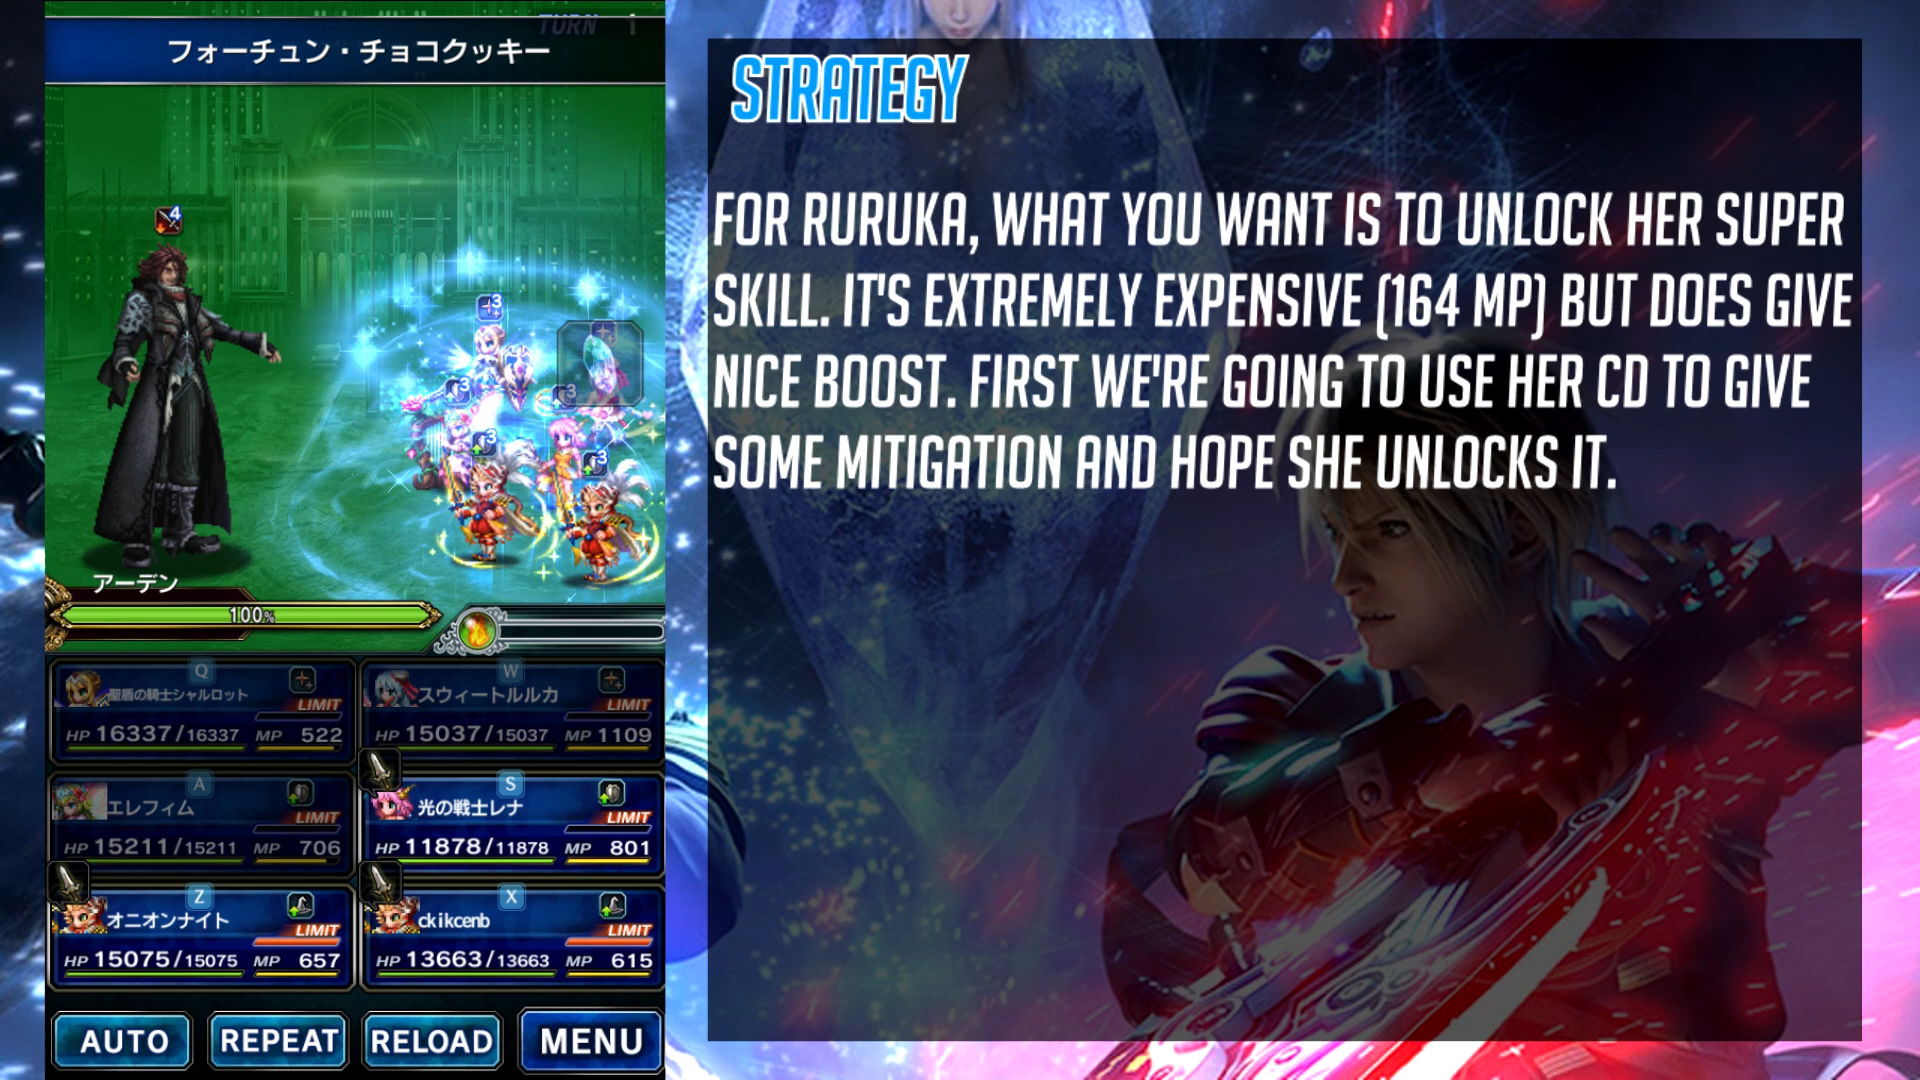 TURN 1
フォーチュン・チョコクッキー
4
3
3
3
3
3
アーデン
100%
Q
聖盾の騎士シャルロット
LIMIT
HP 16337/16337 MP 522
W
スウィートルルカ
LIMIT
HP 15037/15037 MP 1109
A
エレフィム
LIMIT
HP 15211/15211 MP 706
S
光の戦士レナ
LIMIT
HP 11878/11878 MP 801
Z
オニオンナイト
LIMIT
HP 15075/15075 MP 657
X
ckikcenb
LIMIT
HP 13663/13663 MP 615
AUTO
REPEAT
RELOAD
MENU
STRATEGY
FOR RURUKA, WHAT YOU WANT IS TO UNLOCK HER SUPER
SKILL. IT'S EXTREMELY EXPENSIVE (164 MP) BUT DOES GIVE
NICE BOOST. FIRST WE'RE GOING TO USE HER CD TO GIVE
SOME MITIGATION AND HOPE SHE UNLOCKS IT.